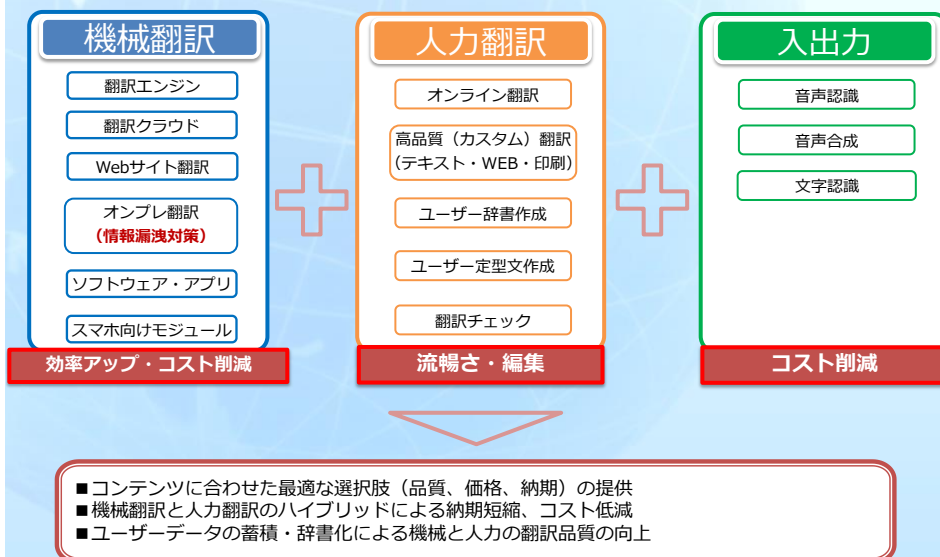 機械翻訳
翻訳エンジン
翻訳クラウド
Webサイト翻訳
オンプレ翻訳
(情報漏洩対策)
ソフトウェア・アプリ
スマホ向けモジュール
効率アップ・コスト削減
人力翻訳
オンライン翻訳
高品質（カスタム）翻訳
(テキスト・WEB・印刷)
ユーザー辞書作成
ユーザー定型文作成
翻訳チェック
流暢さ・編集
入出力
音声認識
音声合成
文字認識
コスト削減
■コンテンツに合わせた最適な選択肢（品質、価格、納期）の提供
■機械翻訳と人力翻訳のハイブリッドによる納期短縮、コスト低減
■ユーザーデータの蓄積・辞書化による機械と人力の翻訳品質の向上